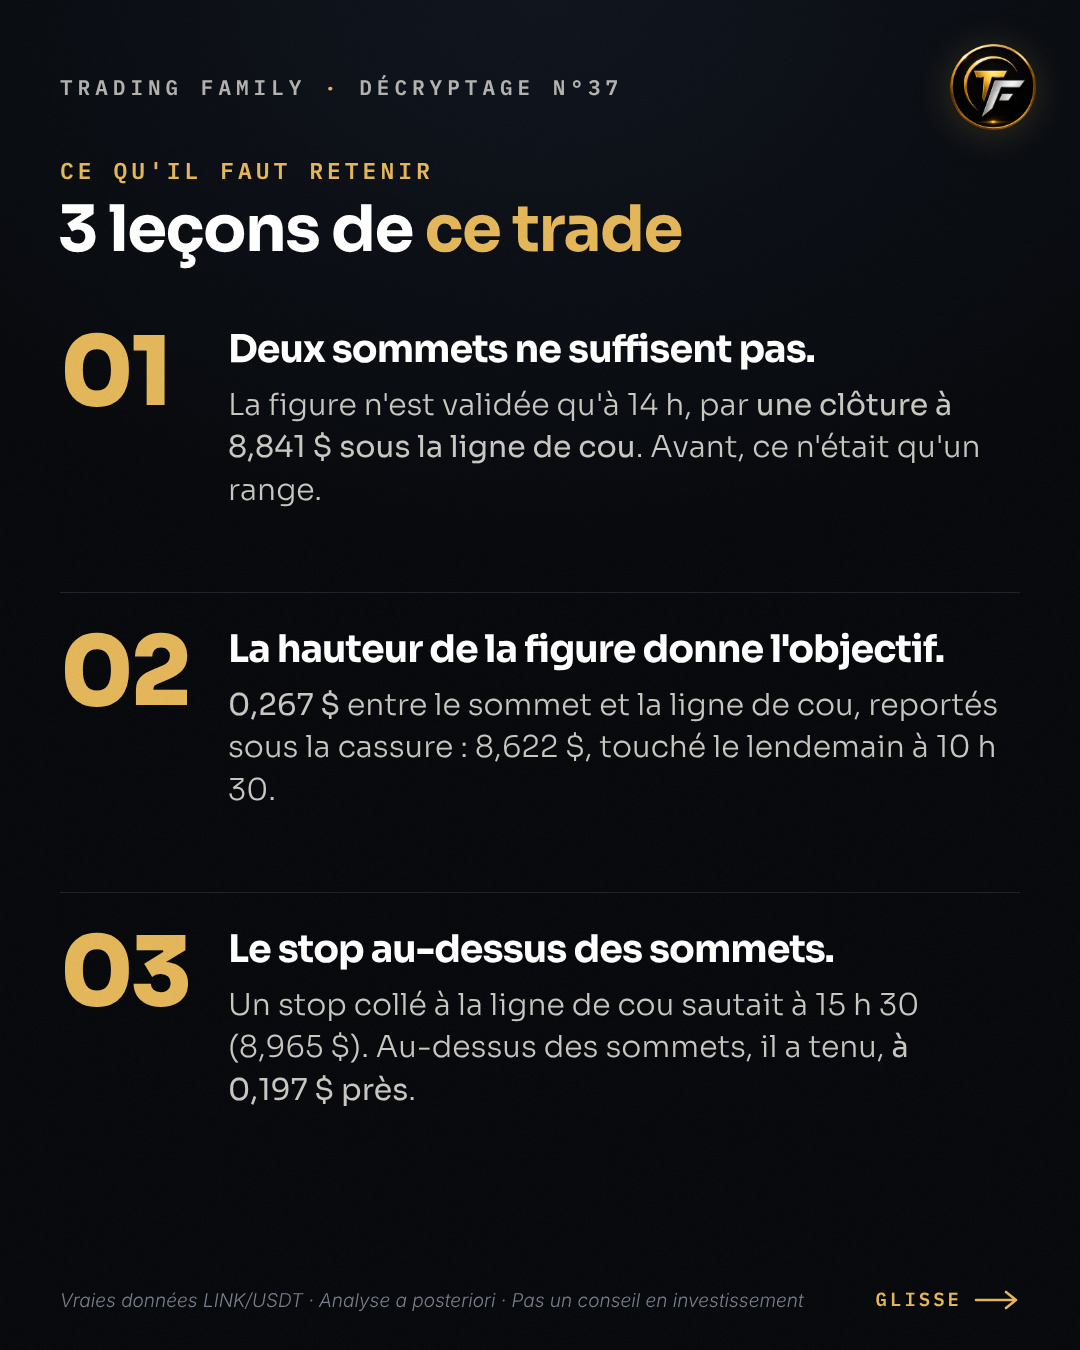 TRADING FAMILY · DÉCRYPTAGE N°37
TF
CE QU'IL FAUT RETENIR
3 leçons de ce trade
01
Deux sommets ne suffisent pas.
La figure n'est validée qu'à 14 h, par une clôture à
8,841 $ sous la ligne de cou. Avant, ce n'était qu'un
range.
02
La hauteur de la figure donne l'objectif.
0,267 $ entre le sommet et la ligne de cou, reportés
sous la cassure : 8,622 $, touché le lendemain à 10 h
30.
03
Le stop au-dessus des sommets.
Un stop collé à la ligne de cou sautait à 15 h 30
(8,965 $). Au-dessus des sommets, il a tenu, à
0,197 $ près.
Vraies données LINK/USDT · Analyse a posteriori · Pas un conseil en investissement
GLISSE